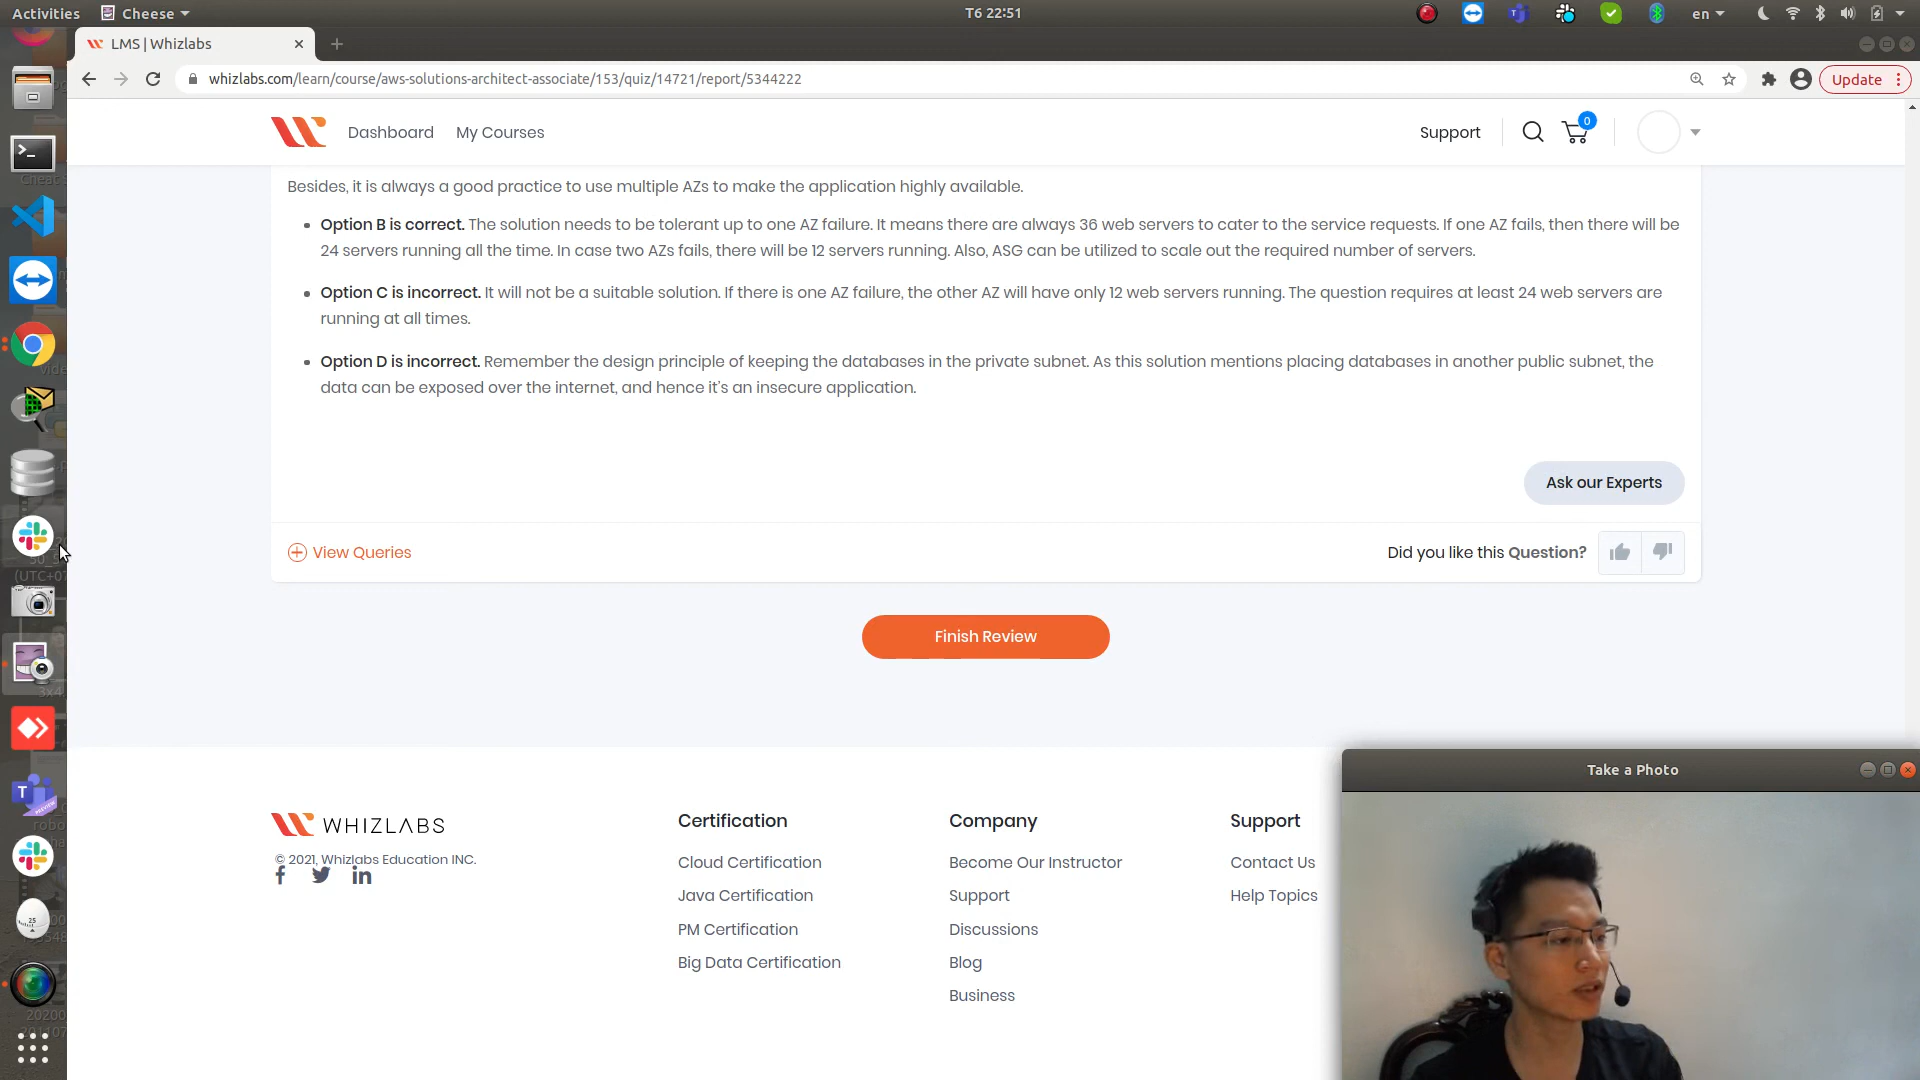 Activities Cheese T6 22:51 en
LMS | Whizlabs
whizlabs.com/learn/course/aws-solutions-architect-associate/153/quiz/14721/report/5344222 Update
Dashboard My Courses Support 0
Besides, it is always a good practice to use multiple AZs to make the application highly available.
Option B is correct. The solution needs to be tolerant up to one AZ failure. It means there are always 36 web servers to cater to the service requests. If one AZ fails, then there will be
24 servers running all the time. In case two AZs fails, there will be 12 servers running. Also, ASG can be utilized to scale out the required number of servers.
Option C is incorrect. It will not be a suitable solution. If there is one AZ failure, the other AZ will have only 12 web servers running. The question requires at least 24 web servers are
running at all times.
Option D is incorrect. Remember the design principle of keeping the databases in the private subnet. As this solution mentions placing databases in another public subnet, the
data can be exposed over the internet, and hence it's an insecure application.
Ask our Experts
View Queries Did you like this Question?
(UTC+07
Finish Review
3x4
Take a Photo
WHIZLABS
© 2021, Whizlabs Education INC.
Certification
Cloud Certification
Java Certification
PM Certification
Big Data Certification
Company
Become Our Instructor
Support
Discussions
Blog
Business
Support
Contact Us
Help Topics